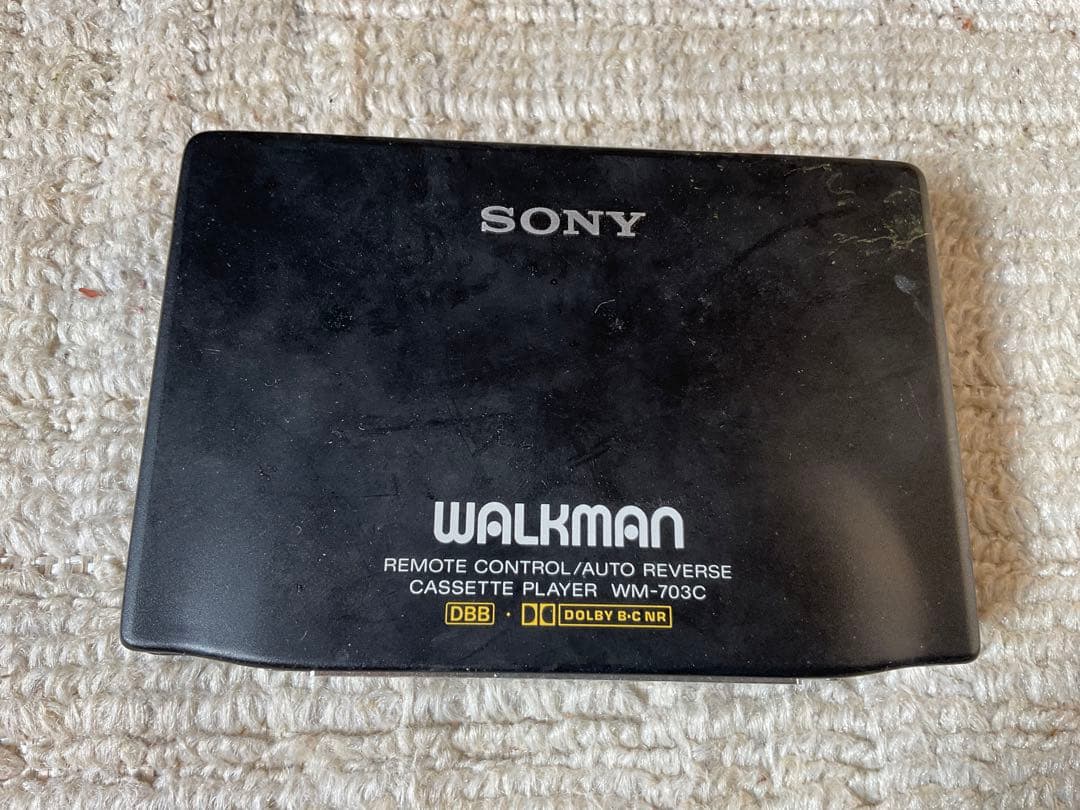 SONY
WALKMAN
REMOTE CONTROL/AUTO REVERSE
CASSETTE PLAYER WM-703C
DBB · DOLBY B·C NR